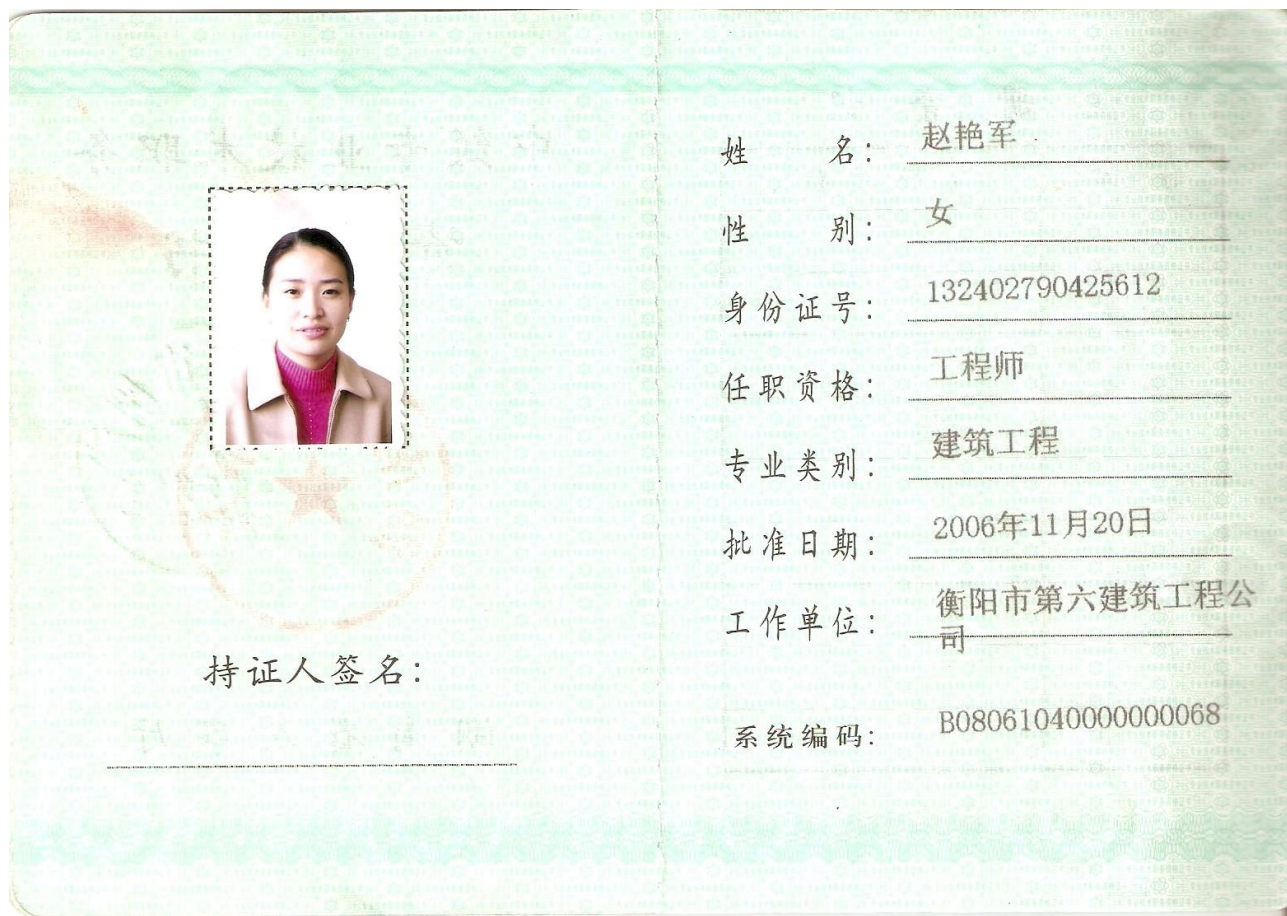 持证人签名:
姓 名: 赵艳军
性 别: 女
身份证号: 132402790425612
任职资格: 工程师
专业类别: 建筑工程
批准日期: 2006年11月20日
工作单位: 衡阳市第六建筑工程公
司
系统编码: B08061040000000068